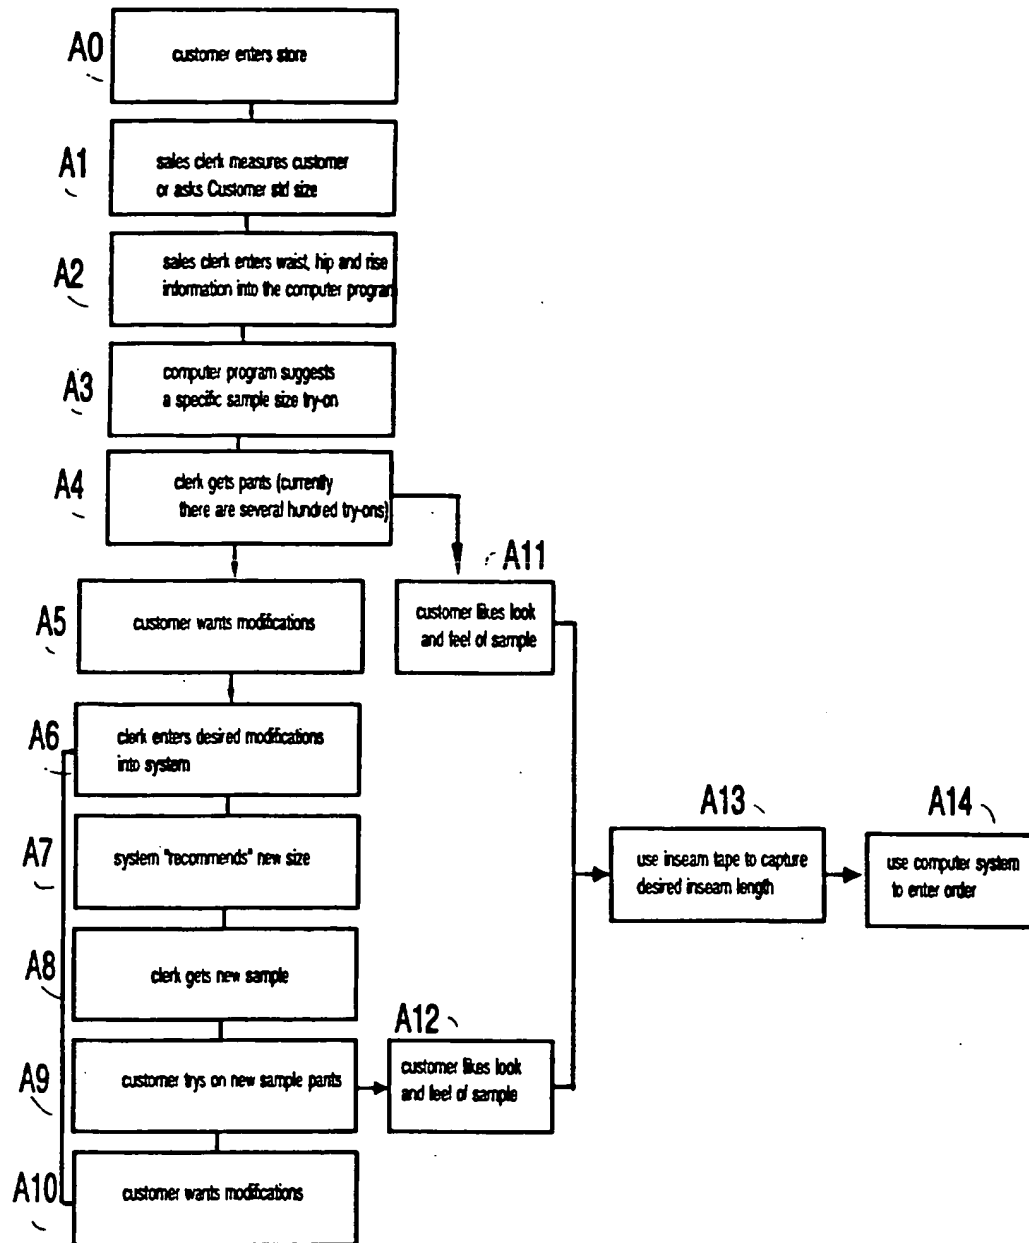 A0
customer enters store
A1
sales clerk measures customer
or asks Customer std size
A2
sales clerk enters waist, hip and rise
information into the computer program
A3
computer program suggests
a specific sample size try-on
A4
clerk gets pants (currently
there are several hundred try-ons)
A5
customer wants modifications
A11
customer likes look
and feel of sample
A6
clerk enters desired modifications
into system
A7
system "recommends" new size
A8
clerk gets new sample
A9
customer trys on new sample pants
A12
customer likes look
and feel of sample
A10
customer wants modifications
A13
use inseam tape to capture
desired inseam length
A14
use computer system
to enter order